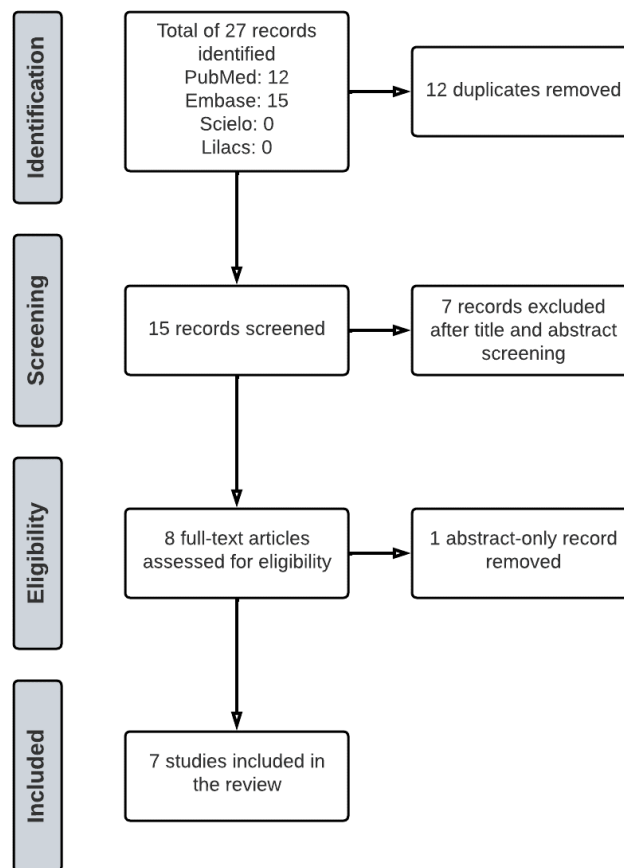 Identification
Total of 27 records
identified
PubMed: 12
Embase: 15
Scielo: 0
Lilacs: 0
12 duplicates removed
Screening
15 records screened
7 records excluded
after title and abstract
screening
Eligibility
8 full-text articles
assessed for eligibility
1 abstract-only record
removed
Included
7 studies included in
the review